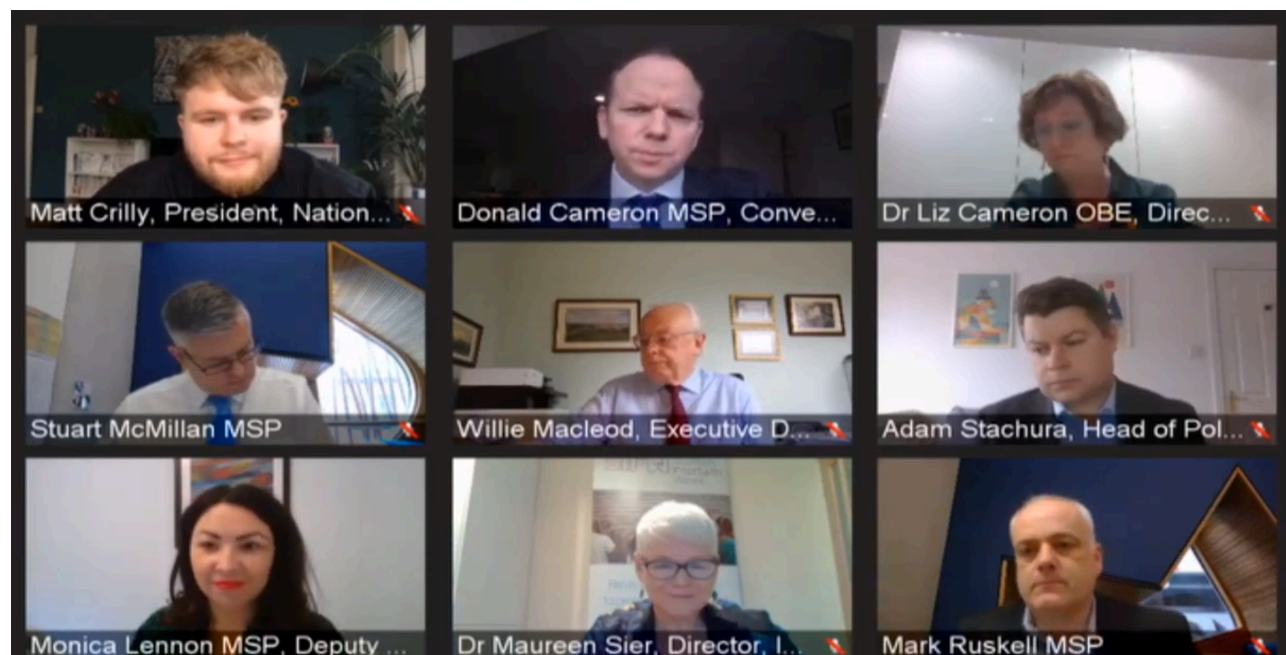 Matt Crilly, President, Nation...
Donald Cameron MSP, Conve...
Dr Liz Cameron OBE, Direc...
Stuart McMillan MSP
Willie Macleod, Executive D...
Adam Stachura, Head of Pol...
Monica Lennon MSP, Deputy ...
Dr Maureen Sier, Director, I...
Mark Ruskell MSP